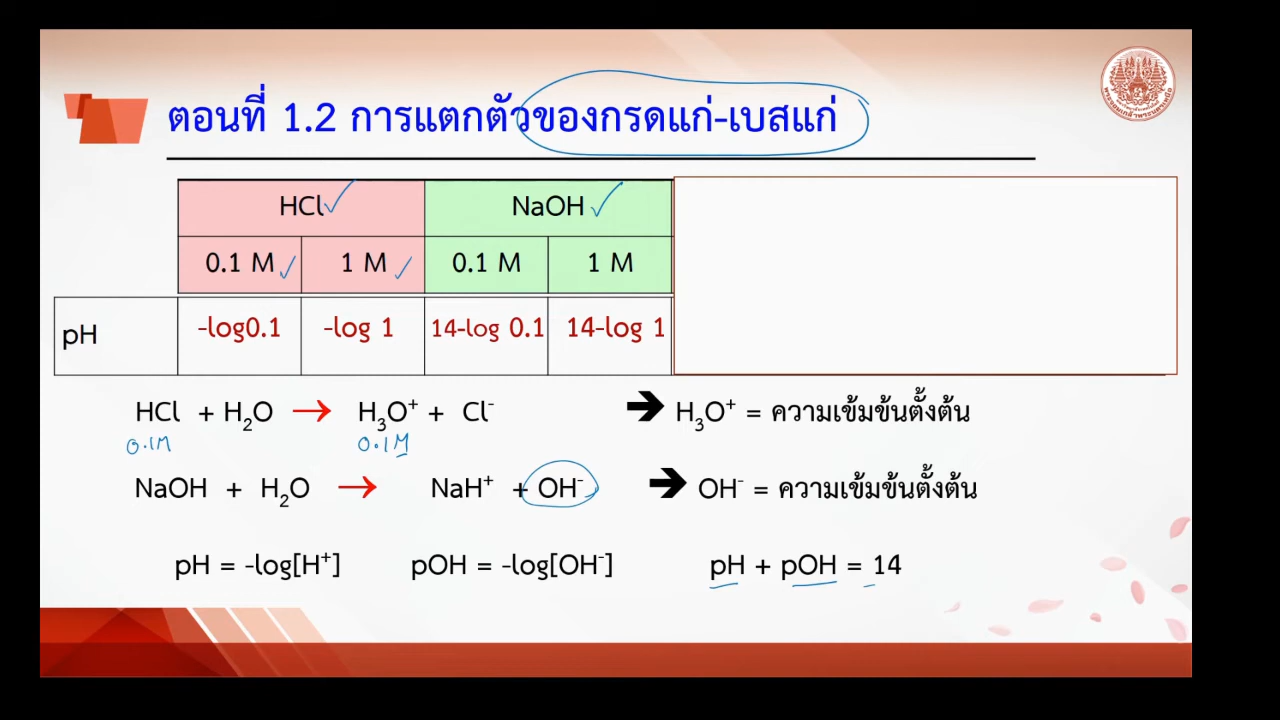 ตอนที่ 1.2 การแตกตัวของกรดแก่-เบสแก่
HCl NaOH
0.1 M 1 M 0.1 M 1 M
pH -log0.1 -log 1 14-log 0.1 14-log 1
HCl + H₂O → H₃O⁺ + Cl⁻ ➔ H₃O⁺ = ความเข้มข้นตั้งต้น
0.1M 0.1M
NaOH + H₂O → NaH⁺ + OH⁻ ➔ OH⁻ = ความเข้มข้นตั้งต้น
pH = -log[H⁺] pOH = -log[OH⁻] pH + pOH = 14